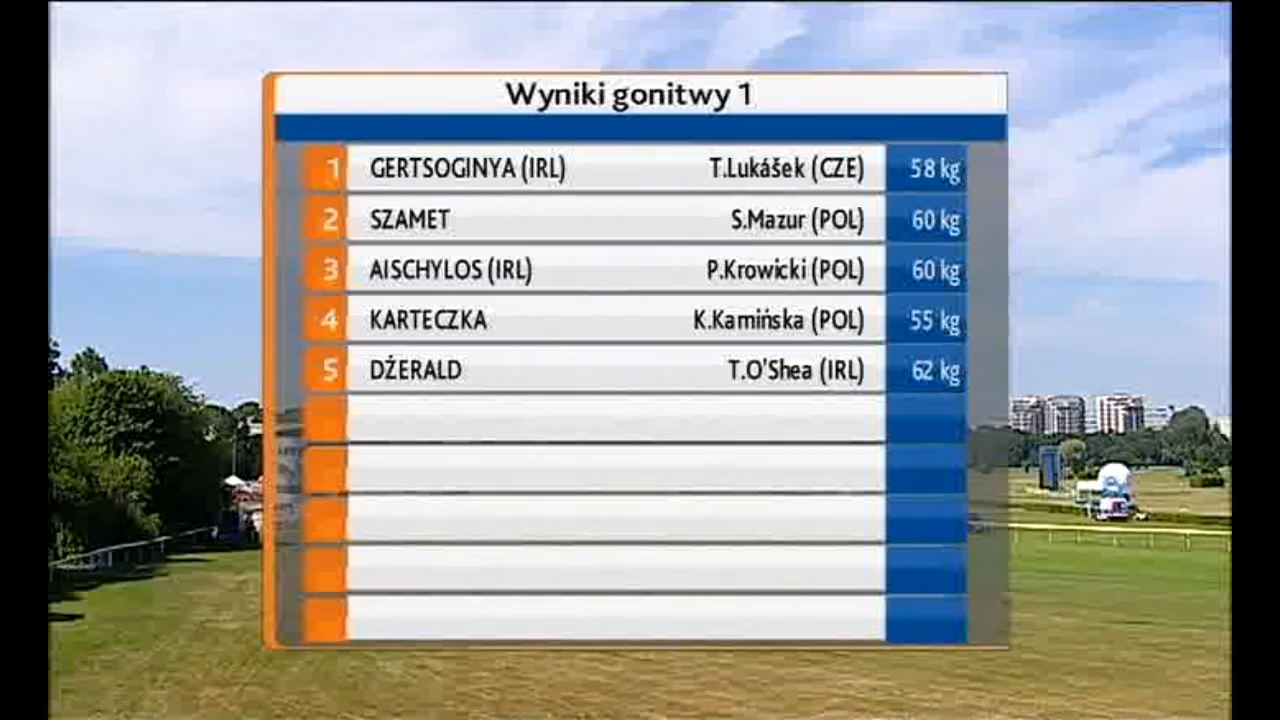 Wyniki gonitwy 1
1 GERTSOGINYA (IRL) T.Lukášek (CZE) 58 kg
2 SZAMET S.Mazur (POL) 60 kg
3 AISCHYLOS (IRL) P.Krowicki (POL) 60 kg
4 KARTECZKA K.Kamińska (POL) 55 kg
5 DŻERALD T.O'Shea (IRL) 62 kg